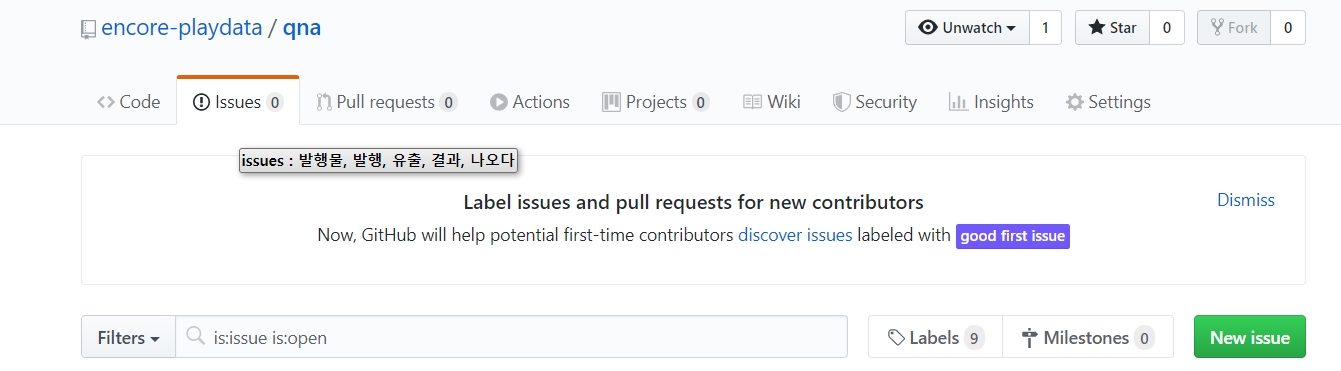 encore-playdata / qna
Unwatch 1 Star 0 Fork 0
Code Issues 0 Pull requests 0 Actions Projects 0 Wiki Security Insights Settings
issues : 발행물, 발행, 유출, 결과, 나오다
Label issues and pull requests for new contributors
Dismiss
Now, GitHub will help potential first-time contributors discover issues labeled with good first issue
Filters is:issue is:open Labels 9 Milestones 0 New issue